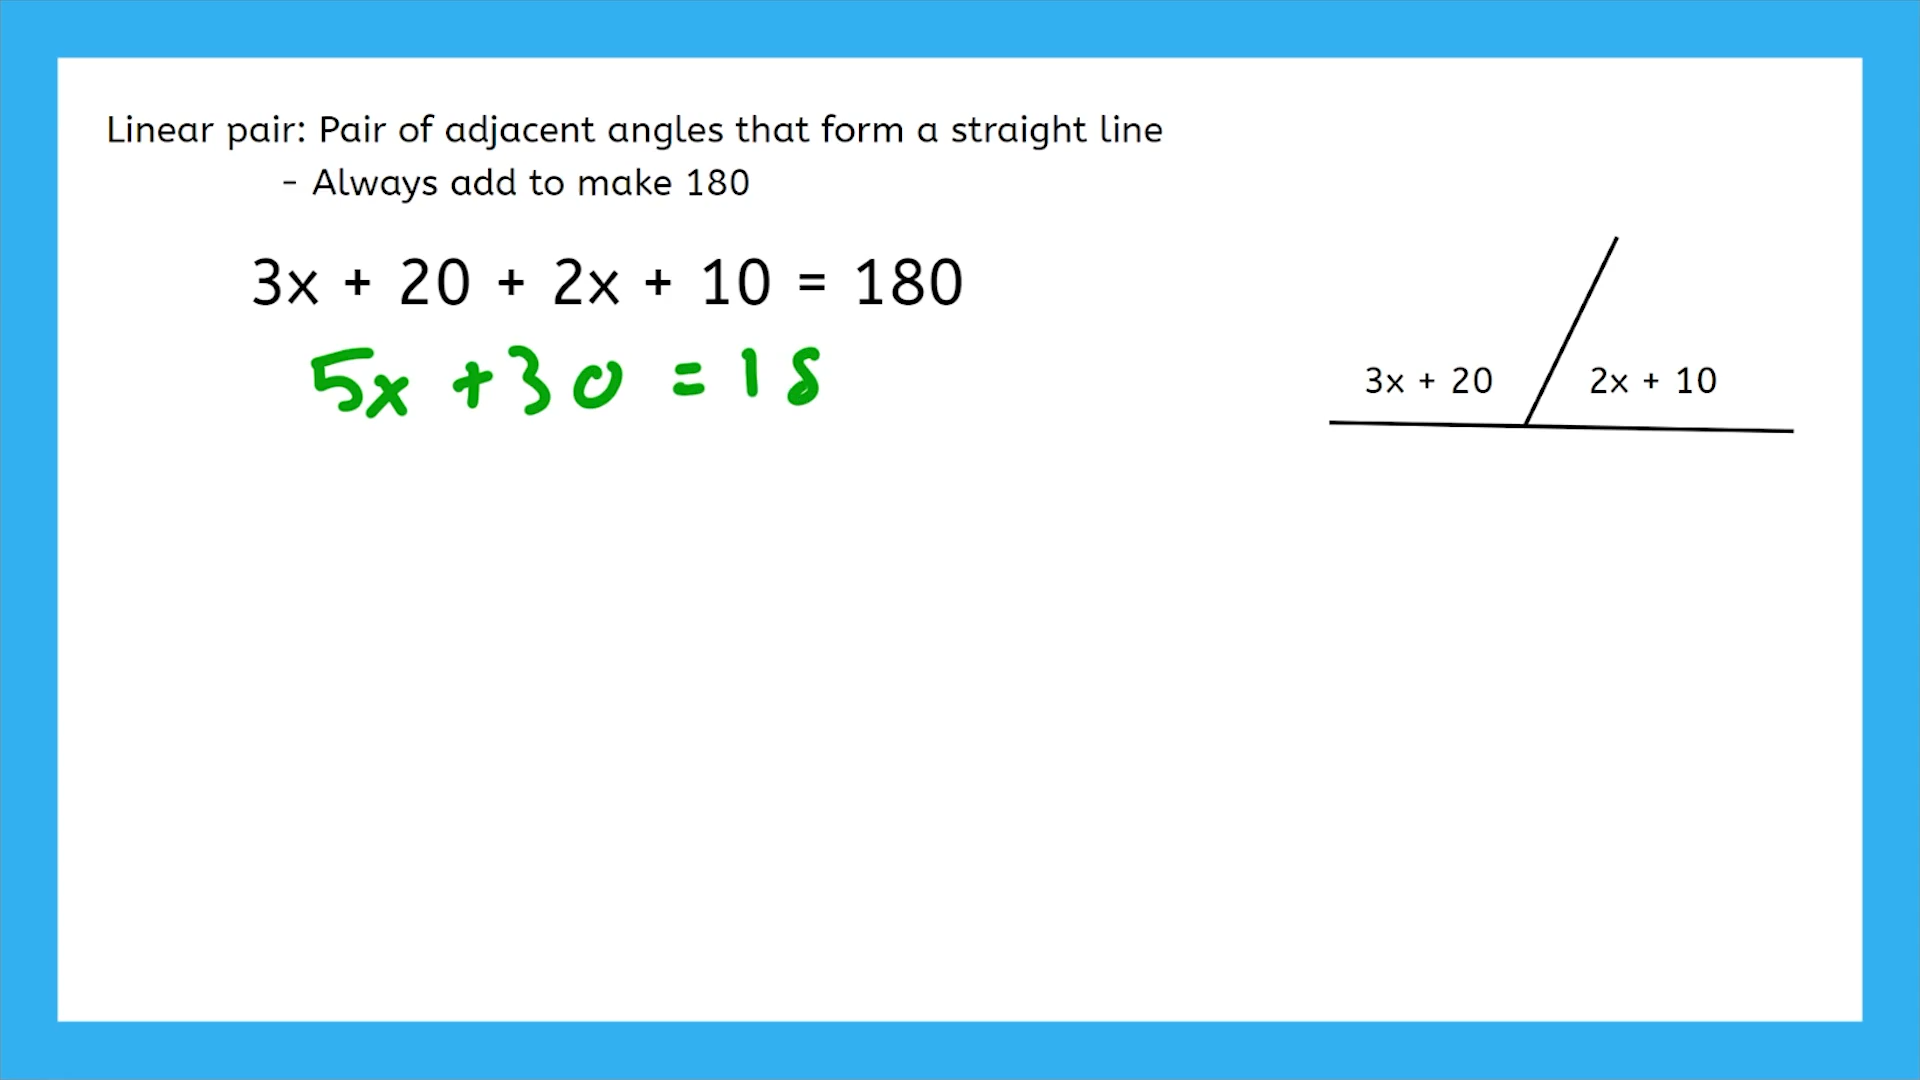 Linear pair: Pair of adjacent angles that form a straight line
- Always add to make 180
3x + 20 + 2x + 10 = 180
5x + 30 = 18
3x + 20
2x + 10